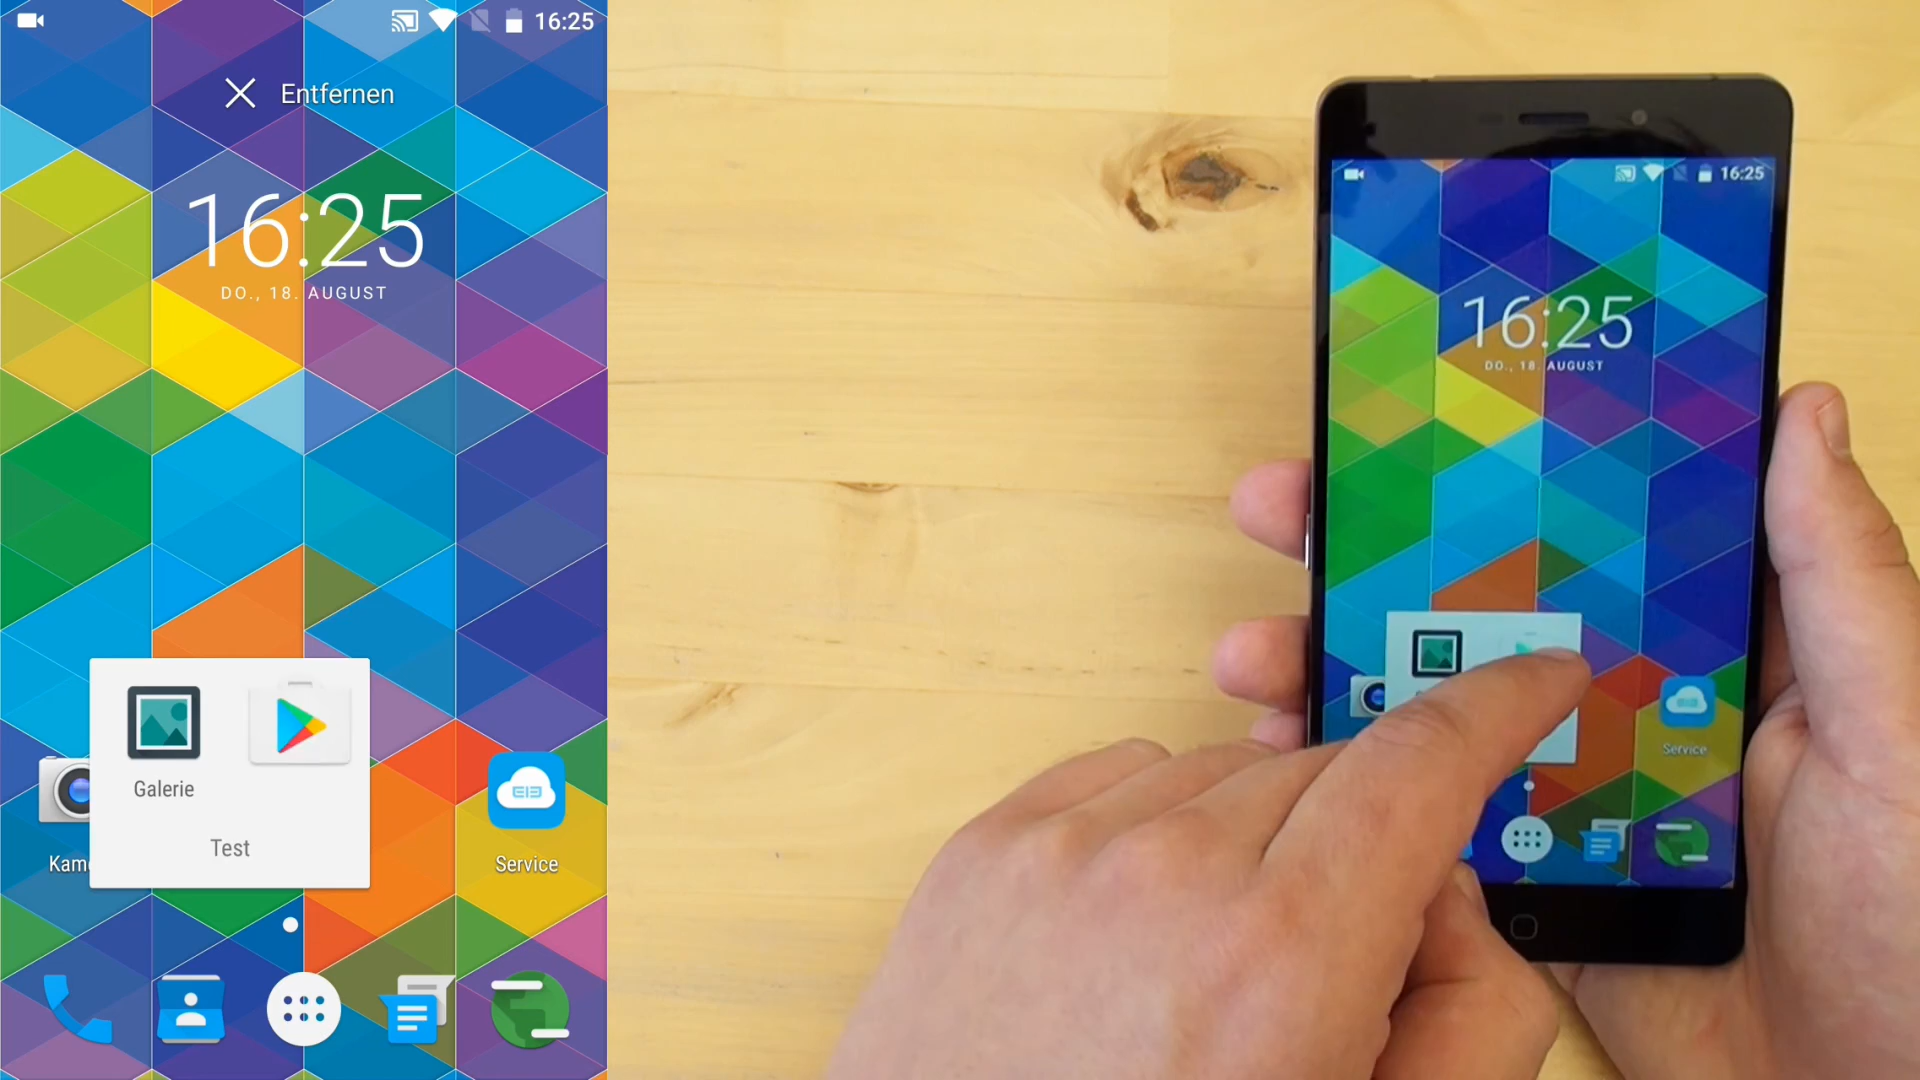 16:25
Entfernen
16:25
DO., 18. AUGUST
Galerie
Test
Kame
Service
16:25
16:25
DO., 18. AUGUST
Service